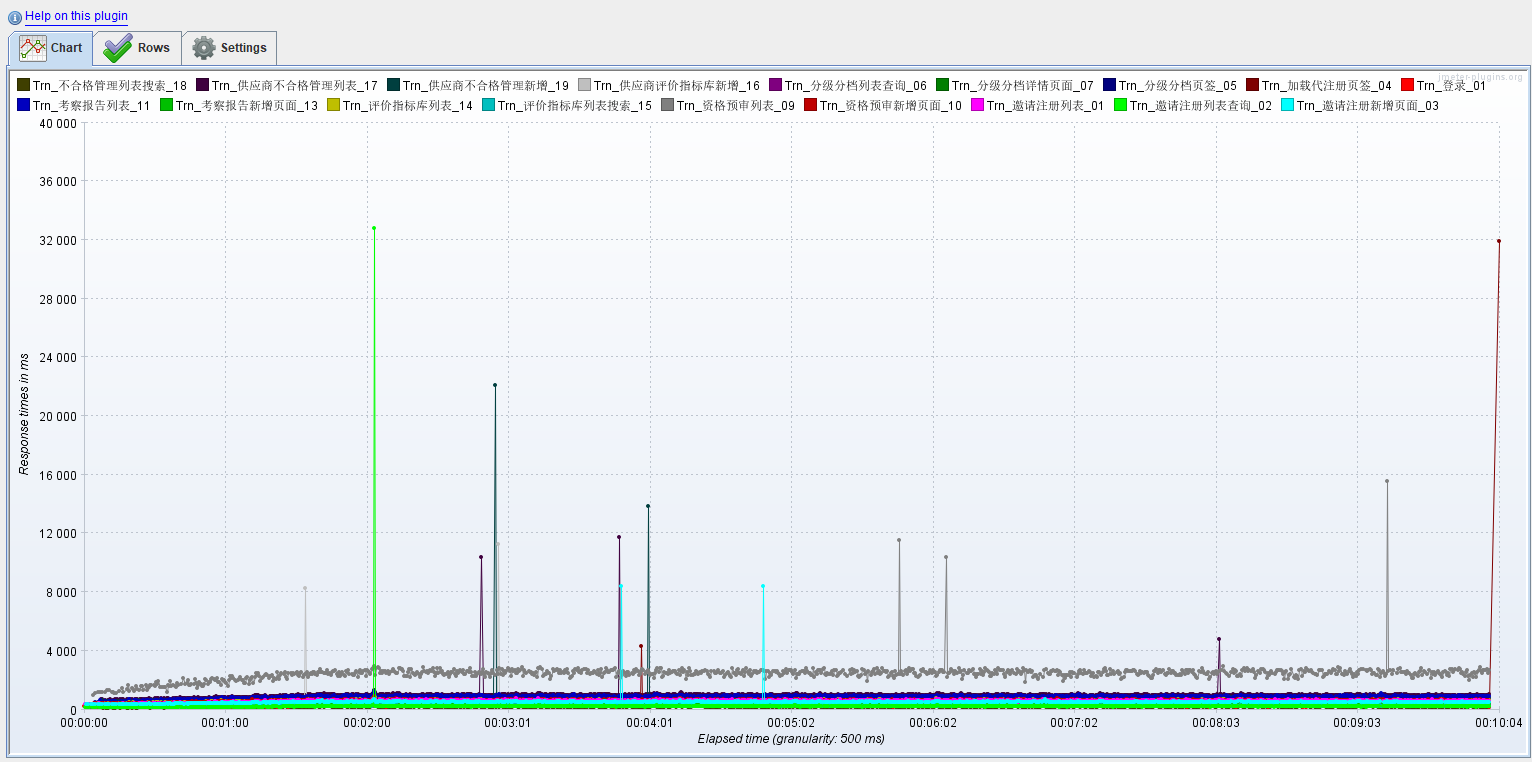 Help on this plugin
Chart Rows Settings
jmeter-plugins.org
Trn_不合格管理列表搜索_18 Trn_供应商不合格管理列表_17 Trn_供应商不合格管理新增_19 Trn_供应商评价指标库新增_16 Trn_分级分档列表查询_06 Trn_分级分档详情页面_07 Trn_分级分档页签_05 Trn_加载代注册页签_04 Trn_登录_01
Trn_考察报告列表_11 Trn_考察报告新增页面_13 Trn_评价指标库列表_14 Trn_评价指标库列表搜索_15 Trn_资格预审列表_09 Trn_资格预审新增页面_10 Trn_邀请注册列表_01 Trn_邀请注册列表查询_02 Trn_邀请注册新增页面_03
40 000
36 000
32 000
28 000
24 000
20 000
16 000
12 000
8 000
4 000
0
Response times in ms
00:00:00 00:01:00 00:02:00 00:03:01 00:04:01 00:05:02 00:06:02 00:07:02 00:08:03 00:09:03 00:10:04
Elapsed time (granularity: 500 ms)